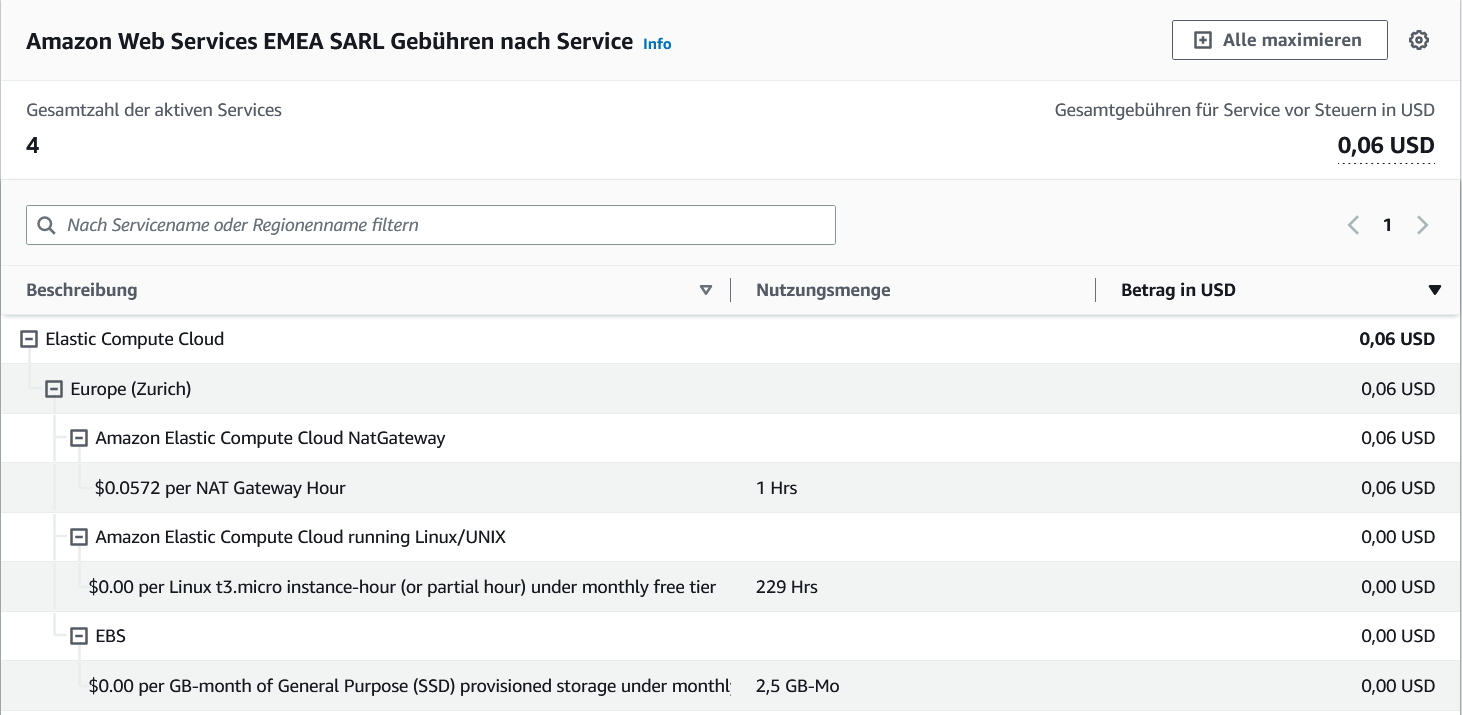 Amazon Web Services EMEA SARL Gebühren nach Service Info
Alle maximieren
Gesamtzahl der aktiven Services
Gesamtgebühren für Service vor Steuern in USD
4
0,06 USD
Nach Servicename oder Regionenname filtern
1
Beschreibung Nutzungsmenge Betrag in USD
Elastic Compute Cloud 0,06 USD
Europe (Zurich) 0,06 USD
Amazon Elastic Compute Cloud NatGateway 0,06 USD
$0.0572 per NAT Gateway Hour 1 Hrs 0,06 USD
Amazon Elastic Compute Cloud running Linux/UNIX 0,00 USD
$0.00 per Linux t3.micro instance-hour (or partial hour) under monthly free tier 229 Hrs 0,00 USD
EBS 0,00 USD
$0.00 per GB-month of General Purpose (SSD) provisioned storage under monthl 2,5 GB-Mo 0,00 USD